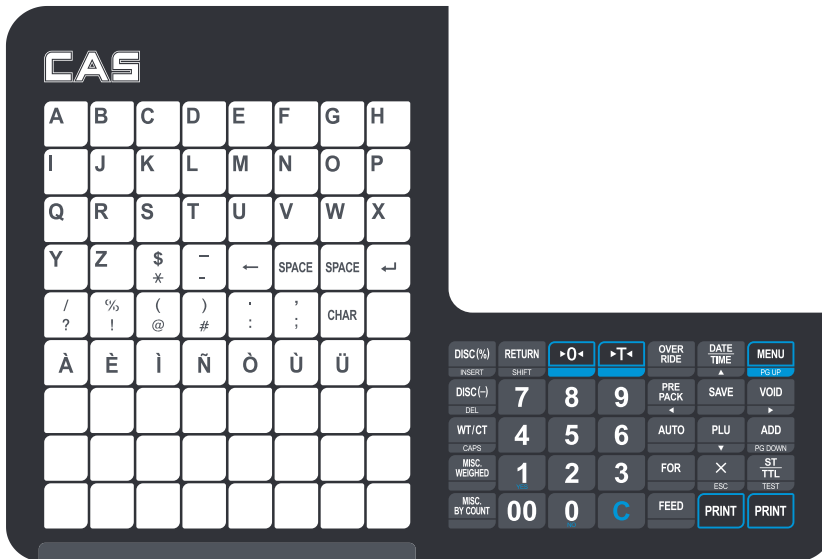 CAS
A B C D E F G H
I J K L M N O P
Q R S T U V W X
Y Z $ * – - ← SPACE SPACE ↵
/ ? % ! ( @ ) # . : ' ; CHAR
À È Ì Ñ Ò Ù Ü
DISC(%) RETURN ▸0◂ ▸T◂ OVER RIDE DATE TIME MENU
INSERT SHIFT ▲ PG UP
DISC(–) 7 8 9 PRE PACK SAVE VOID
DEL ◀ ▶
WT/CT 4 5 6 AUTO PLU ADD
CAPS ▼ PG DOWN
MISC. WEIGHED 1 2 3 FOR × ST TTL
ESC TEST
MISC. BY COUNT 00 0 C FEED PRINT PRINT